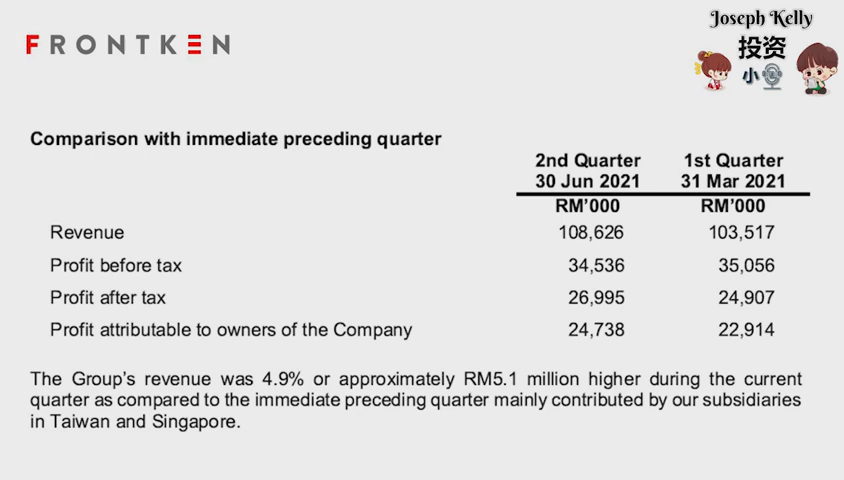 Joseph Kelly
投资
小
FRONTKEN
Comparison with immediate preceding quarter
2nd Quarter 1st Quarter
30 Jun 2021 31 Mar 2021
RM’000 RM’000
Revenue 108,626 103,517
Profit before tax 34,536 35,056
Profit after tax 26,995 24,907
Profit attributable to owners of the Company 24,738 22,914
The Group’s revenue was 4.9% or approximately RM5.1 million higher during the current
quarter as compared to the immediate preceding quarter mainly contributed by our subsidiaries
in Taiwan and Singapore.